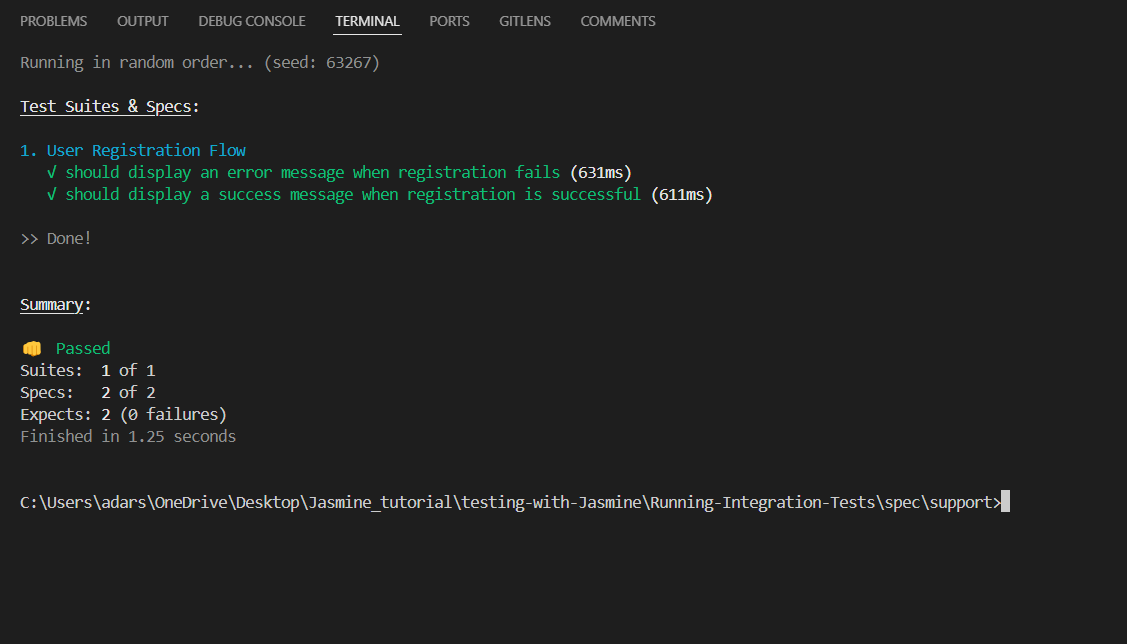 PROBLEMS OUTPUT DEBUG CONSOLE TERMINAL PORTS GITLENS COMMENTS
Running in random order... (seed: 63267)
Test Suites & Specs:
1. User Registration Flow
√ should display an error message when registration fails (631ms)
√ should display a success message when registration is successful (611ms)
>> Done!
Summary:
👊 Passed
Suites: 1 of 1
Specs: 2 of 2
Expects: 2 (0 failures)
Finished in 1.25 seconds
C:\Users\adars\OneDrive\Desktop\Jasmine_tutorial\testing-with-Jasmine\Running-Integration-Tests\spec\support>